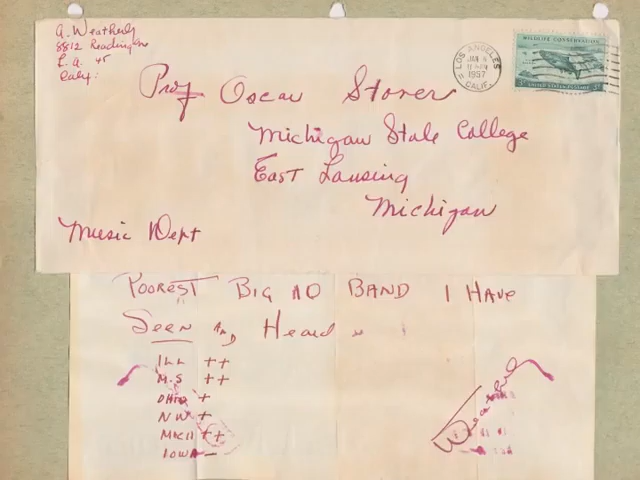 A. Weatherly
8812 Readington
L.A. 45
Calif.
LOS ANGELES
CALIF.
JAN
1957
WILDLIFE CONSERVATION
UNITED STATES POSTAGE
Prof Oscar Stover
Michigan State College
East Lansing
Michigan
Music Dept
POOREST BIG 10 BAND I HAVE
SEEN AND Heard
ILL ++
M.S ++
OHIO +
NW +
MICH ++
IOWA –